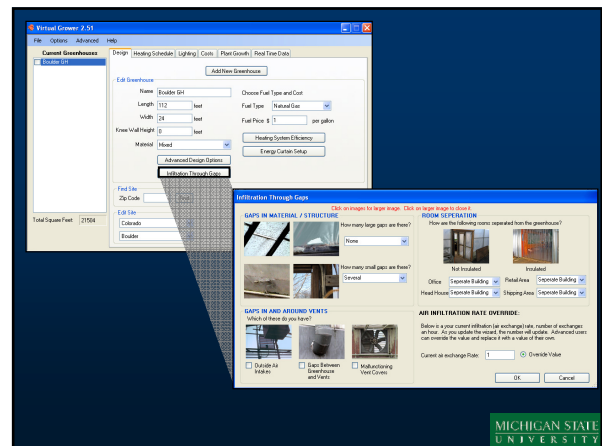 Virtual Grower 2.51
File Options Advanced Help
Current Greenhouses
Boulder GH
Total Square Feet 21504
Design Heating Schedule Lighting Costs Plant Growth Real Time Data
Add New Greenhouse
Edit Greenhouse
Name Boulder GH
Length 112 feet
Width 24 feet
Knee Wall Height 8 feet
Material Mixed
Advanced Design Options
Infiltration Through Gaps
Choose Fuel Type and Cost
Fuel Type Natural Gas
Fuel Price $ 1 per gallon
Heating System Efficiency
Energy Curtain Setup
Find Site
Zip Code
Edit Site
Colorado
Boulder
Infiltration Through Gaps
Click on images for larger image. Click on larger image to close it.
GAPS IN MATERIAL / STRUCTURE
How many large gaps are there?
None
How many small gaps are there?
Several
GAPS IN AND AROUND VENTS
Which of these do you have?
Outside Air Intakes
Gaps Between Greenhouse and Vents
Malfunctioning Vent Covers
ROOM SEPERATION
How are the following rooms seperated from the greenhouse?
Not Insulated
Insulated
Office Seperate Building Retail Area Seperate Building
Head House Seperate Building Shipping Area Seperate Building
AIR INFILTRATION RATE OVERRIDE:
Below is a your current infiltration (air exchange) rate, number of exchanges
an hour. As you update the warned, the number will update. Advanced users
can override the value and replace it with a value of their own.
Current air exchange Rate: 1 Override Value
OK Cancel
MICHIGAN STATE
UNIVERSITY